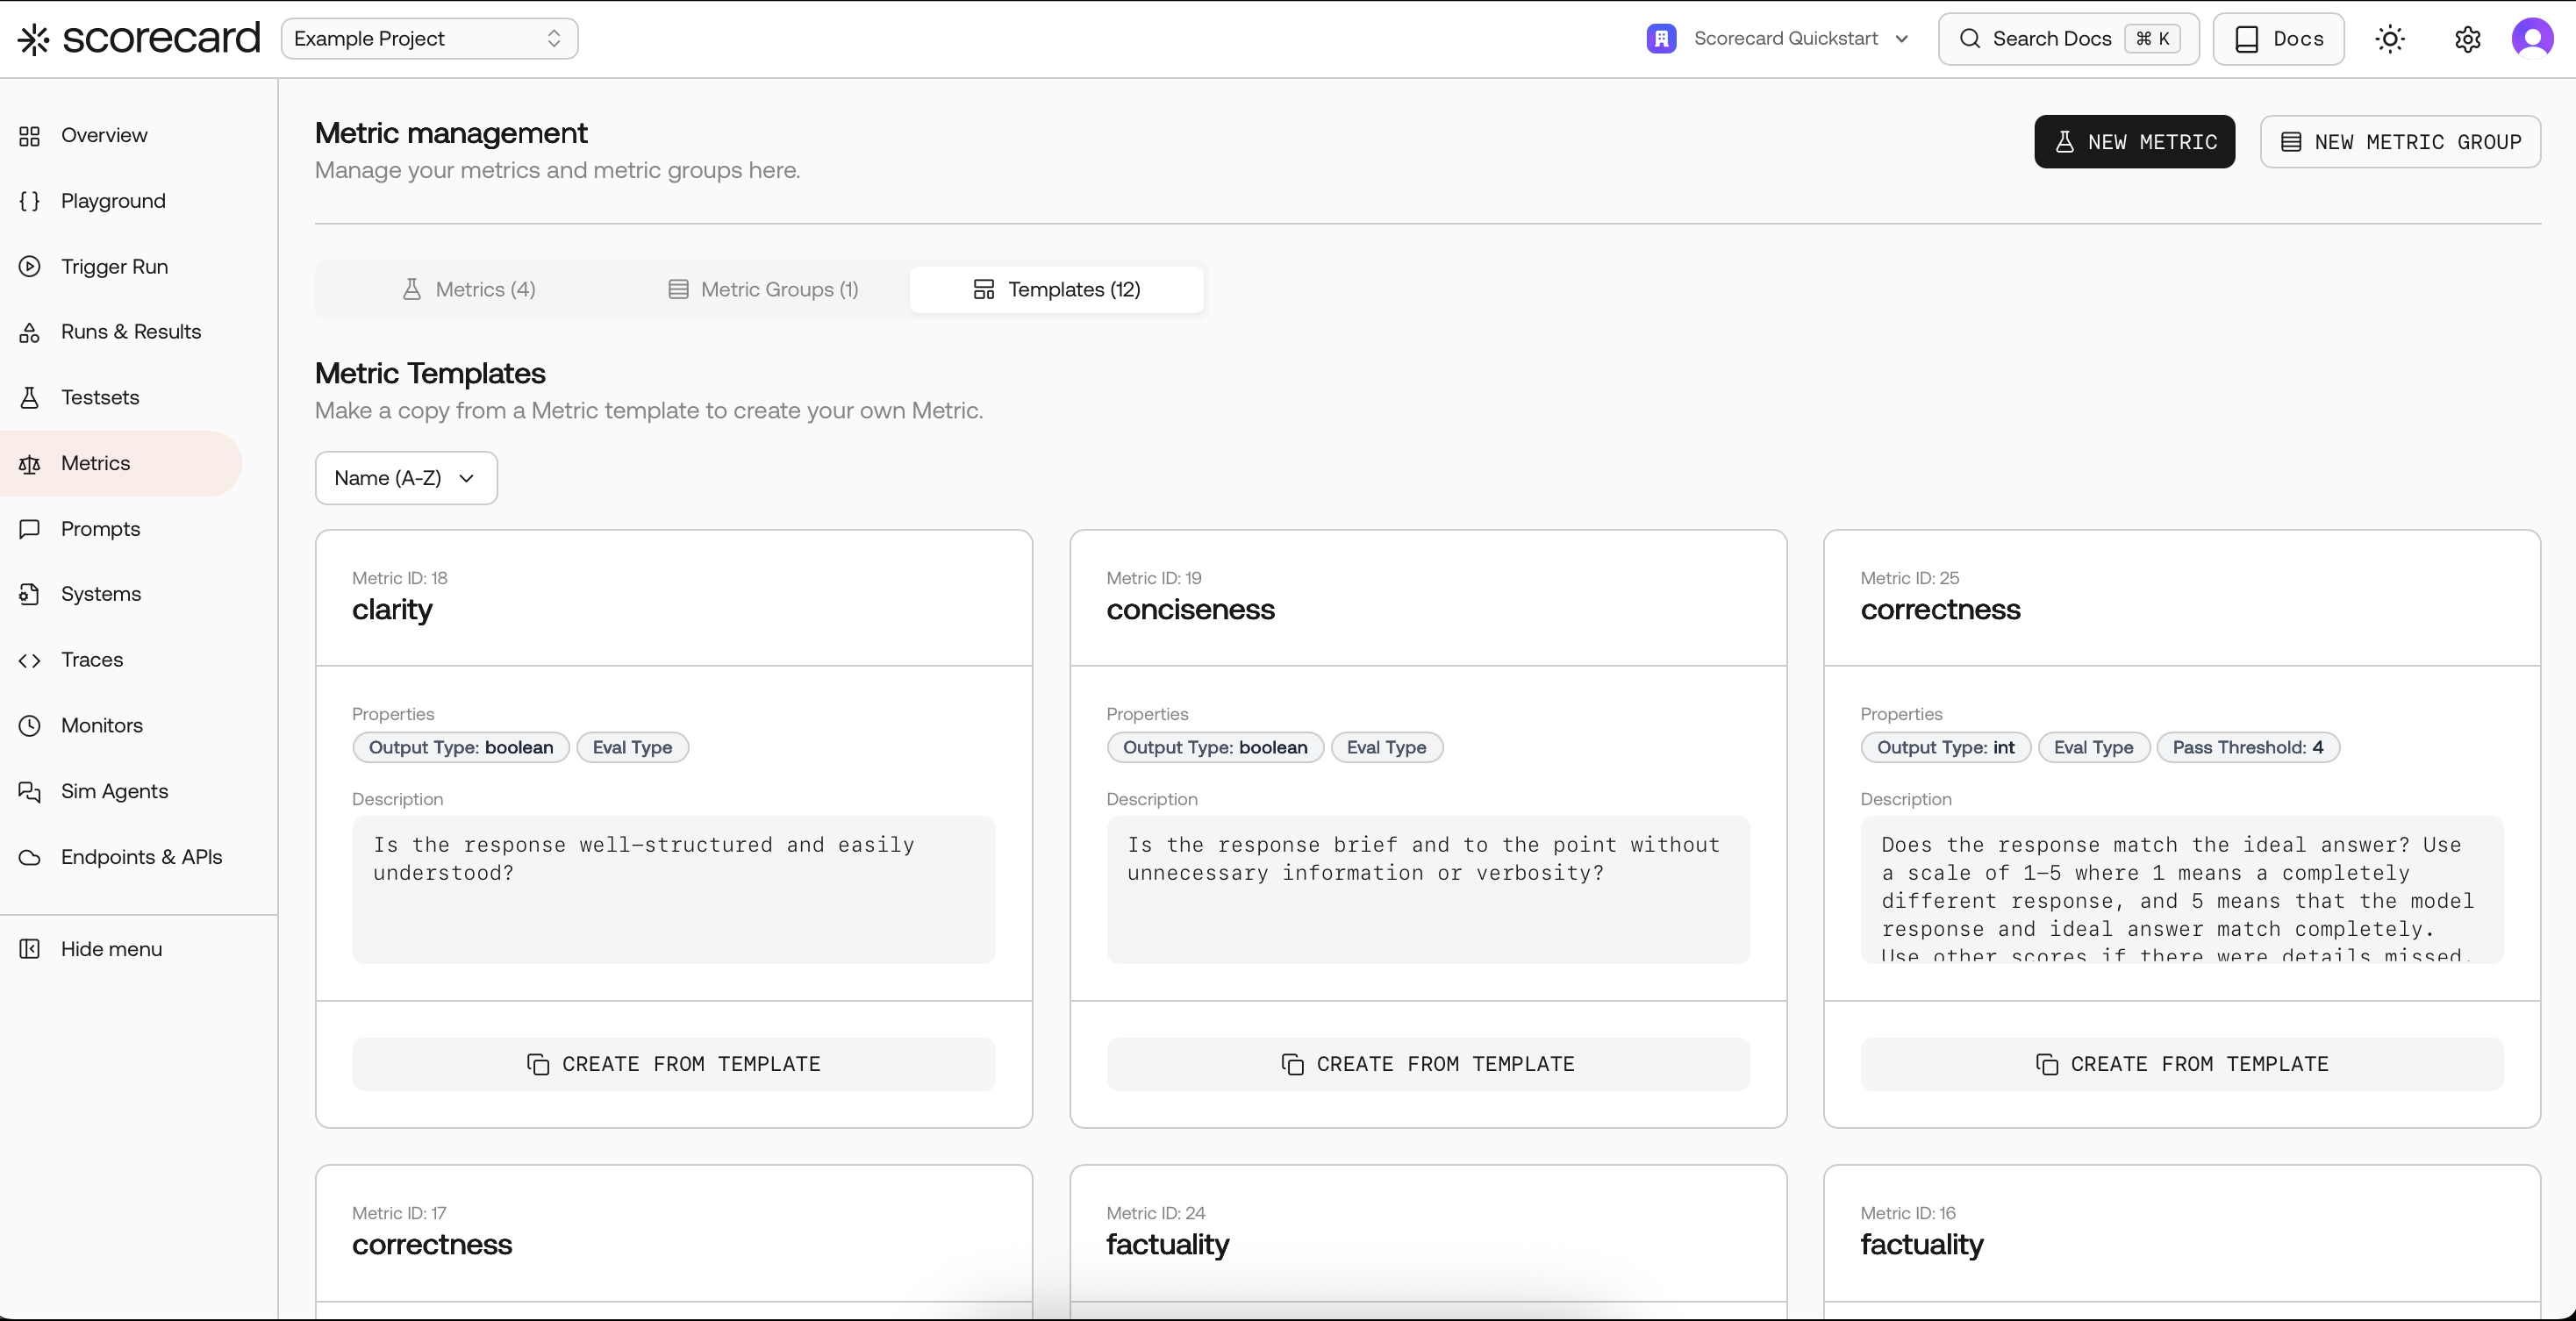 scorecard
Example Project
Scorecard Quickstart
Search Docs ⌘ K
Docs
Overview
Playground
Trigger Run
Runs & Results
Testsets
Metrics
Prompts
Systems
Traces
Monitors
Sim Agents
Endpoints & APIs
Hide menu
Metric management
Manage your metrics and metric groups here.
NEW METRIC
NEW METRIC GROUP
Metrics (4)
Metric Groups (1)
Templates (12)
Metric Templates
Make a copy from a Metric template to create your own Metric.
Name (A-Z)
Metric ID: 18
clarity
Properties
Output Type: boolean
Eval Type
Description
Is the response well-structured and easily
understood?
CREATE FROM TEMPLATE
Metric ID: 19
conciseness
Properties
Output Type: boolean
Eval Type
Description
Is the response brief and to the point without
unnecessary information or verbosity?
CREATE FROM TEMPLATE
Metric ID: 25
correctness
Properties
Output Type: int
Eval Type
Pass Threshold: 4
Description
Does the response match the ideal answer? Use
a scale of 1-5 where 1 means a completely
different response, and 5 means that the model
response and ideal answer match completely.
Use other scores if there were details missed.
CREATE FROM TEMPLATE
Metric ID: 17
correctness
Metric ID: 24
factuality
Metric ID: 16
factuality